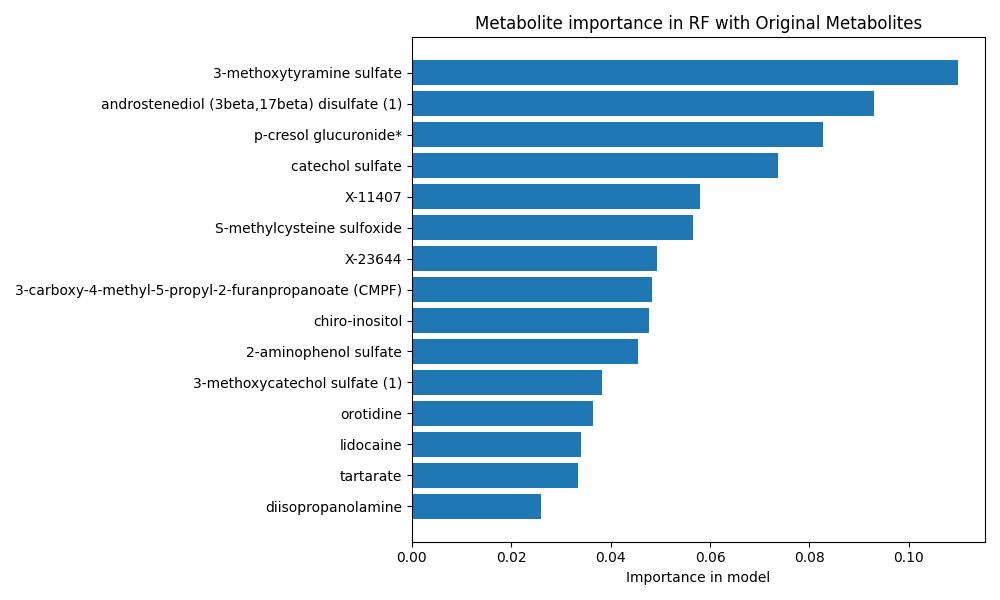 Metabolite importance in RF with Original Metabolites
3-methoxytyramine sulfate
androstenediol (3beta,17beta) disulfate (1)
p-cresol glucuronide*
catechol sulfate
X-11407
S-methylcysteine sulfoxide
X-23644
3-carboxy-4-methyl-5-propyl-2-furanpropanoate (CMPF)
chiro-inositol
2-aminophenol sulfate
3-methoxycatechol sulfate (1)
orotidine
lidocaine
tartarate
diisopropanolamine
0.00 0.02 0.04 0.06 0.08 0.10
Importance in model